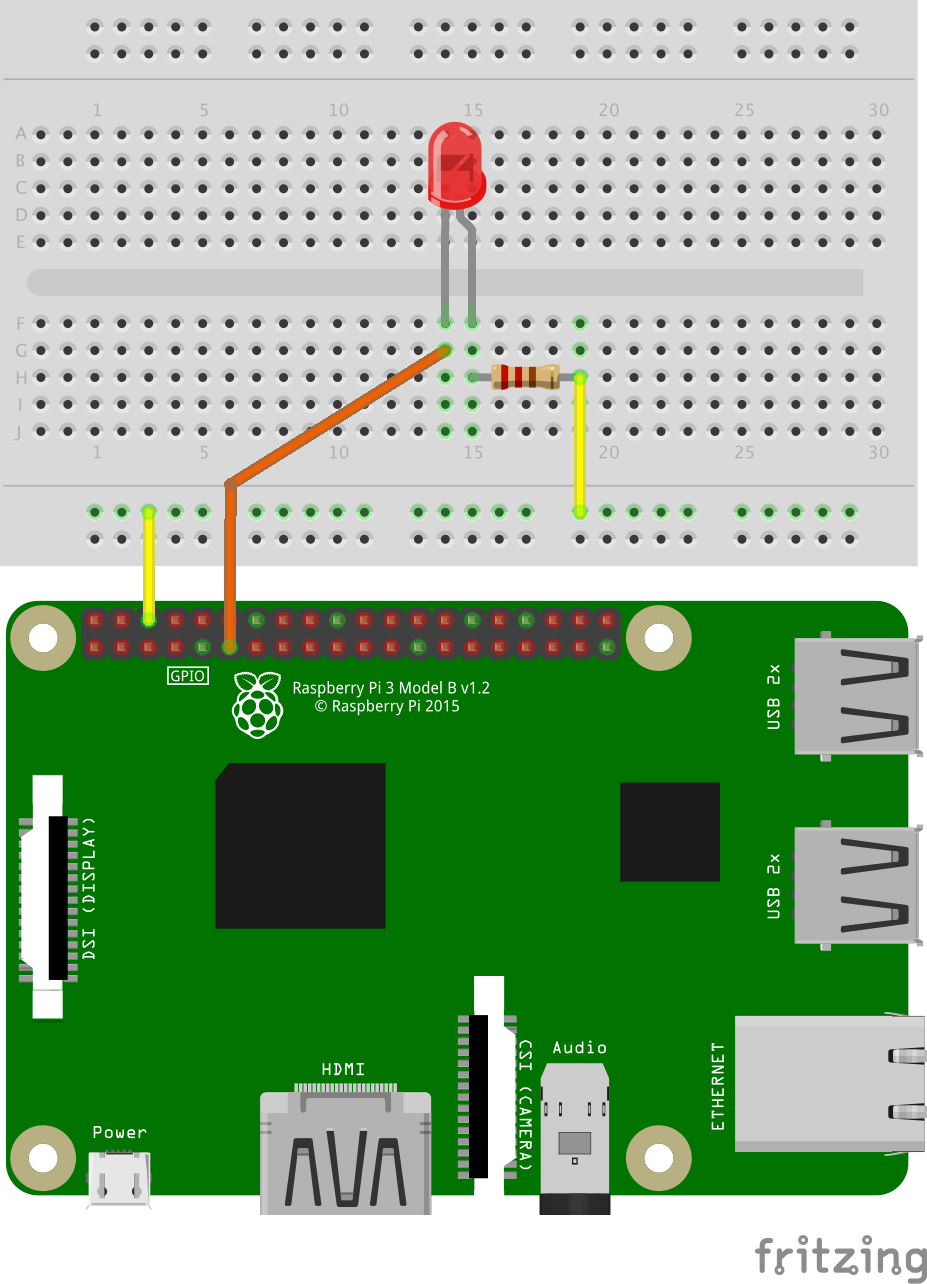 1 5 10 15 20 25 30
A
B
C
D
E
F
G
H
I
J
1 5 10 15 20 25 30
GPIO
Raspberry Pi 3 Model B v1.2
© Raspberry Pi 2015
USB 2x
DSI (DISPLAY)
USB 2x
ETHERNET
CSI (CAMERA)
Audio
HDMI
Power
fritzing